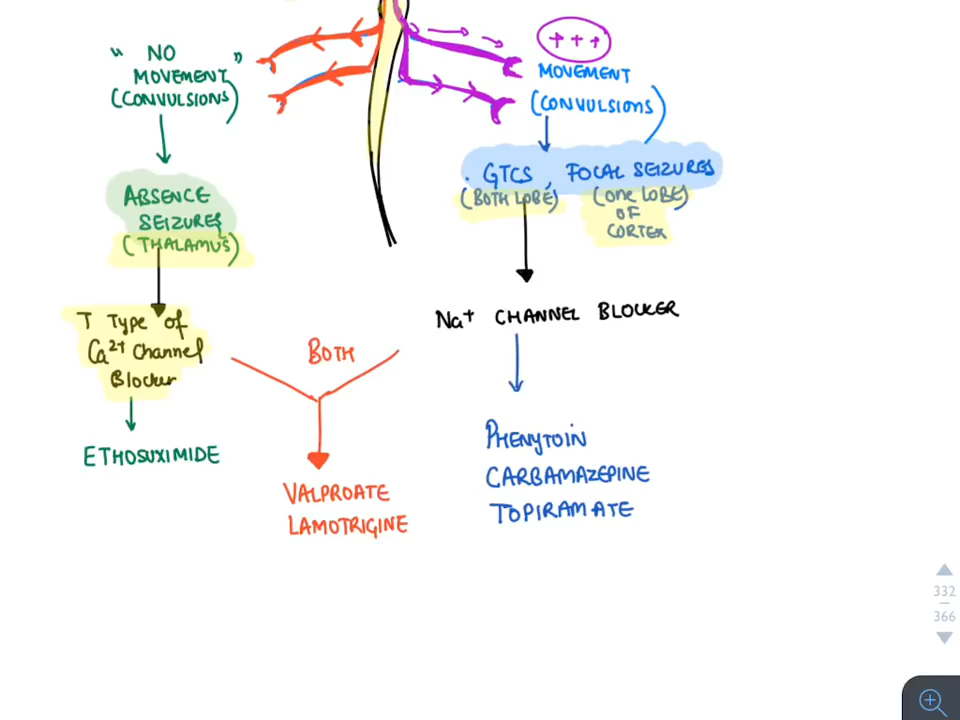 “ NO ”
MOVEMENT
(CONVULSIONS)
ABSENCE
SEIZURES
(THALAMUS)
T Type of
Ca²⁺ Channel
Blocker
ETHOSUXIMIDE
BOTH
VALPROATE
LAMOTRIGINE
+ + +
MOVEMENT
(CONVULSIONS)
. GTCS , FOCAL SEIZURES
(BOTH LOBE) (ONE LOBE)
OF
CORTEX
Na⁺ CHANNEL BLOCKER
PHENYTOIN
CARBAMAZEPINE
TOPIRAMATE
332
366